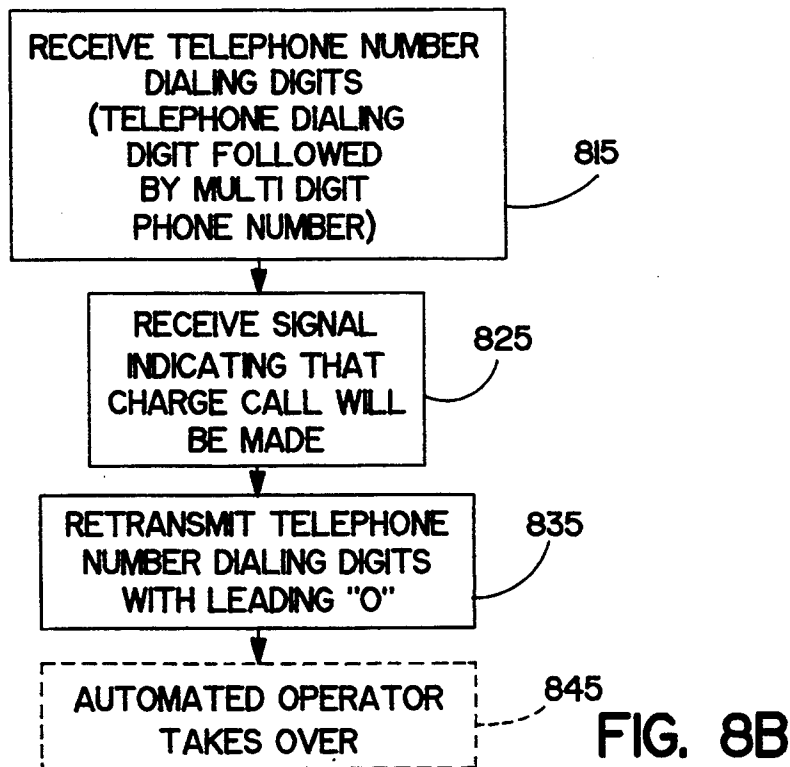 RECEIVE TELEPHONE NUMBER
DIALING DIGITS
(TELEPHONE DIALING
DIGIT FOLLOWED
BY MULTI DIGIT
PHONE NUMBER)
815
RECEIVE SIGNAL
INDICATING THAT
CHARGE CALL WILL
BE MADE
825
RETRANSMIT TELEPHONE
NUMBER DIALING DIGITS
WITH LEADING "0"
835
AUTOMATED OPERATOR
TAKES OVER
845
FIG. 8B